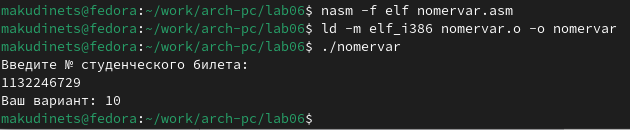 makudinets@fedora:~/work/arch-pc/lab06$ nasm -f elf nomervar.asm
makudinets@fedora:~/work/arch-pc/lab06$ ld -m elf_i386 nomervar.o -o nomervar
makudinets@fedora:~/work/arch-pc/lab06$ ./nomervar
Введите № студенческого билета:
1132246729
Ваш вариант: 10
makudinets@fedora:~/work/arch-pc/lab06$